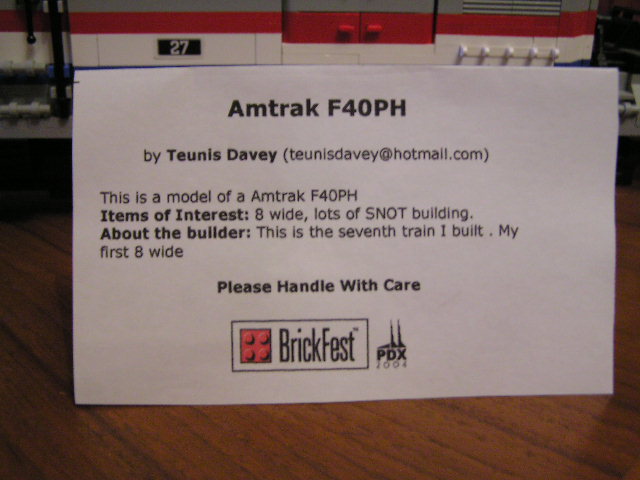 27
Amtrak F40PH
by Teunis Davey (teunisdavey@hotmail.com)
This is a model of a Amtrak F40PH
Items of Interest: 8 wide, lots of SNOT building.
About the builder: This is the seventh train I built . My
first 8 wide
Please Handle With Care
BrickFest™
PDX
2004